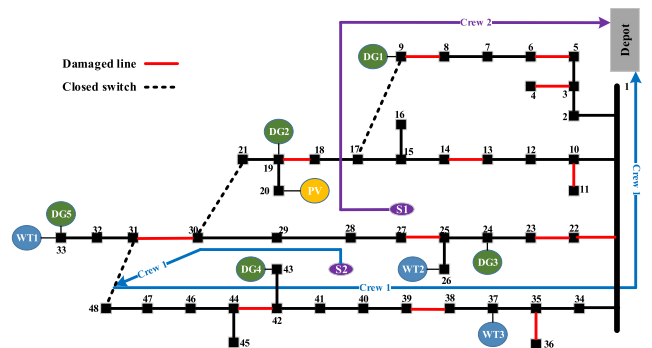 Crew 2
Depot
DG1
9
8
7
6
5
Damaged line
Closed switch
4
3
2
1
16
DG2
21
19
18
17
15
14
13
12
10
20
PV
11
S1
Crew 1
DG5
WT1
33
32
31
30
29
28
27
25
24
23
22
Crew 1
DG4
43
S2
WT2
26
DG3
Crew 1
48
47
46
44
42
41
40
39
38
37
35
34
45
WT3
36